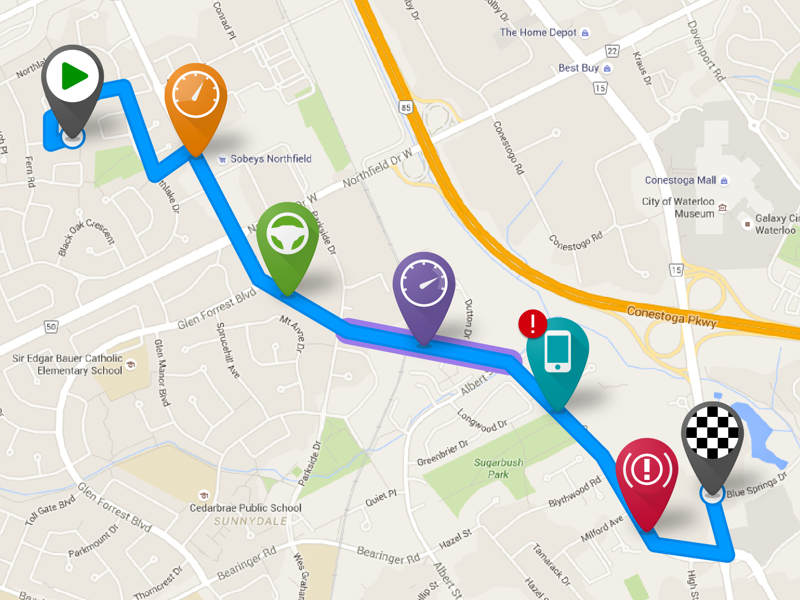 Conrad Pl
The Home Depot
22
Best Buy
Kraus Dr
Davenport Rd
15
85
Conestoga Rd
Sobeys Northfield
Northfield Dr W
Fern Rd
Conestoga Mall
City of Waterloo
Museum
Galaxy
Waterloo
Black Oak Crescent
Parkside Dr
Conestoga Rd
15
Glen Forrest Blvd
50
Mt Anne Dr
Dutton Dr
Conestoga Pkwy
!
Sir Edgar Bauer Catholic
Elementary School
Glen Manor Blvd
Sprucehill Ave
Albert St
Longwood Dr
Greenbrier Dr
Sugarbush
Park
Parkside Dr
Blythwood Rd
Blue Springs Dr
Toll Gate Blvd
Glen Forrest Blvd
Quiet Pl
Cedarbrae Public School
SUNNYDALE
Milford Ave
Parkmount Dr
Hazel St
Bearinger Rd
Bearinger Rd
Thorncrest Dr
Albert St
Tamarack Dr
Hazel
High St